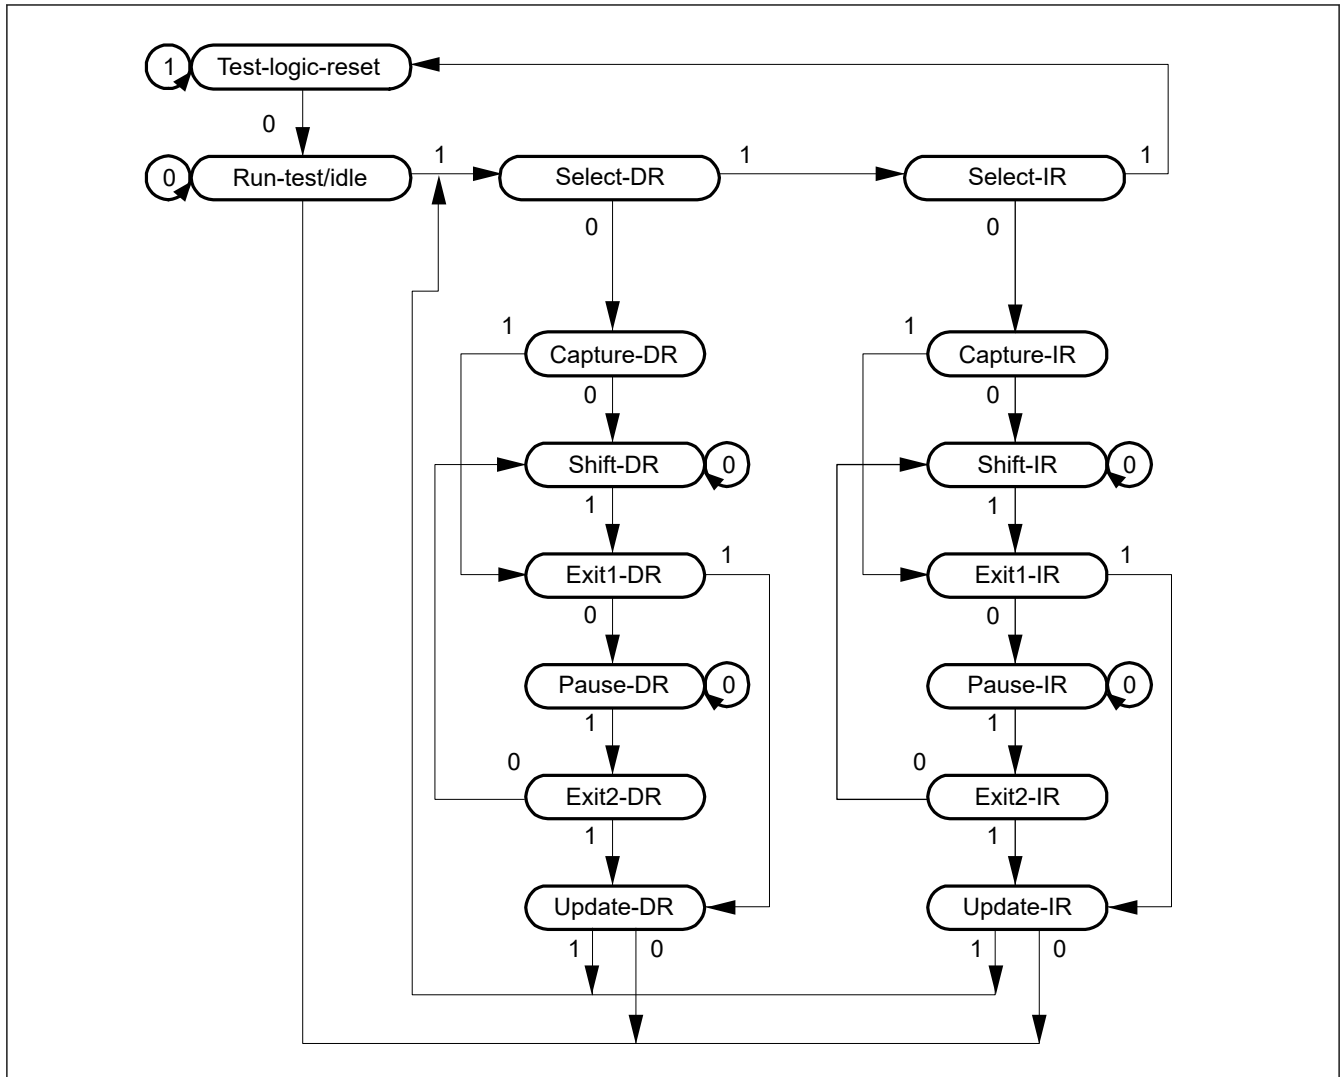 1 Test-logic-reset
0
1 1 1
0 Run-test/idle Select-DR Select-IR
0 0
1 1
Capture-DR Capture-IR
0 0
Shift-DR 0 Shift-IR 0
1 1
1 1
Exit1-DR Exit1-IR
0 0
Pause-DR 0 Pause-IR 0
1 1
0 0
Exit2-DR Exit2-IR
1 1
Update-DR Update-IR
1 0 1 0